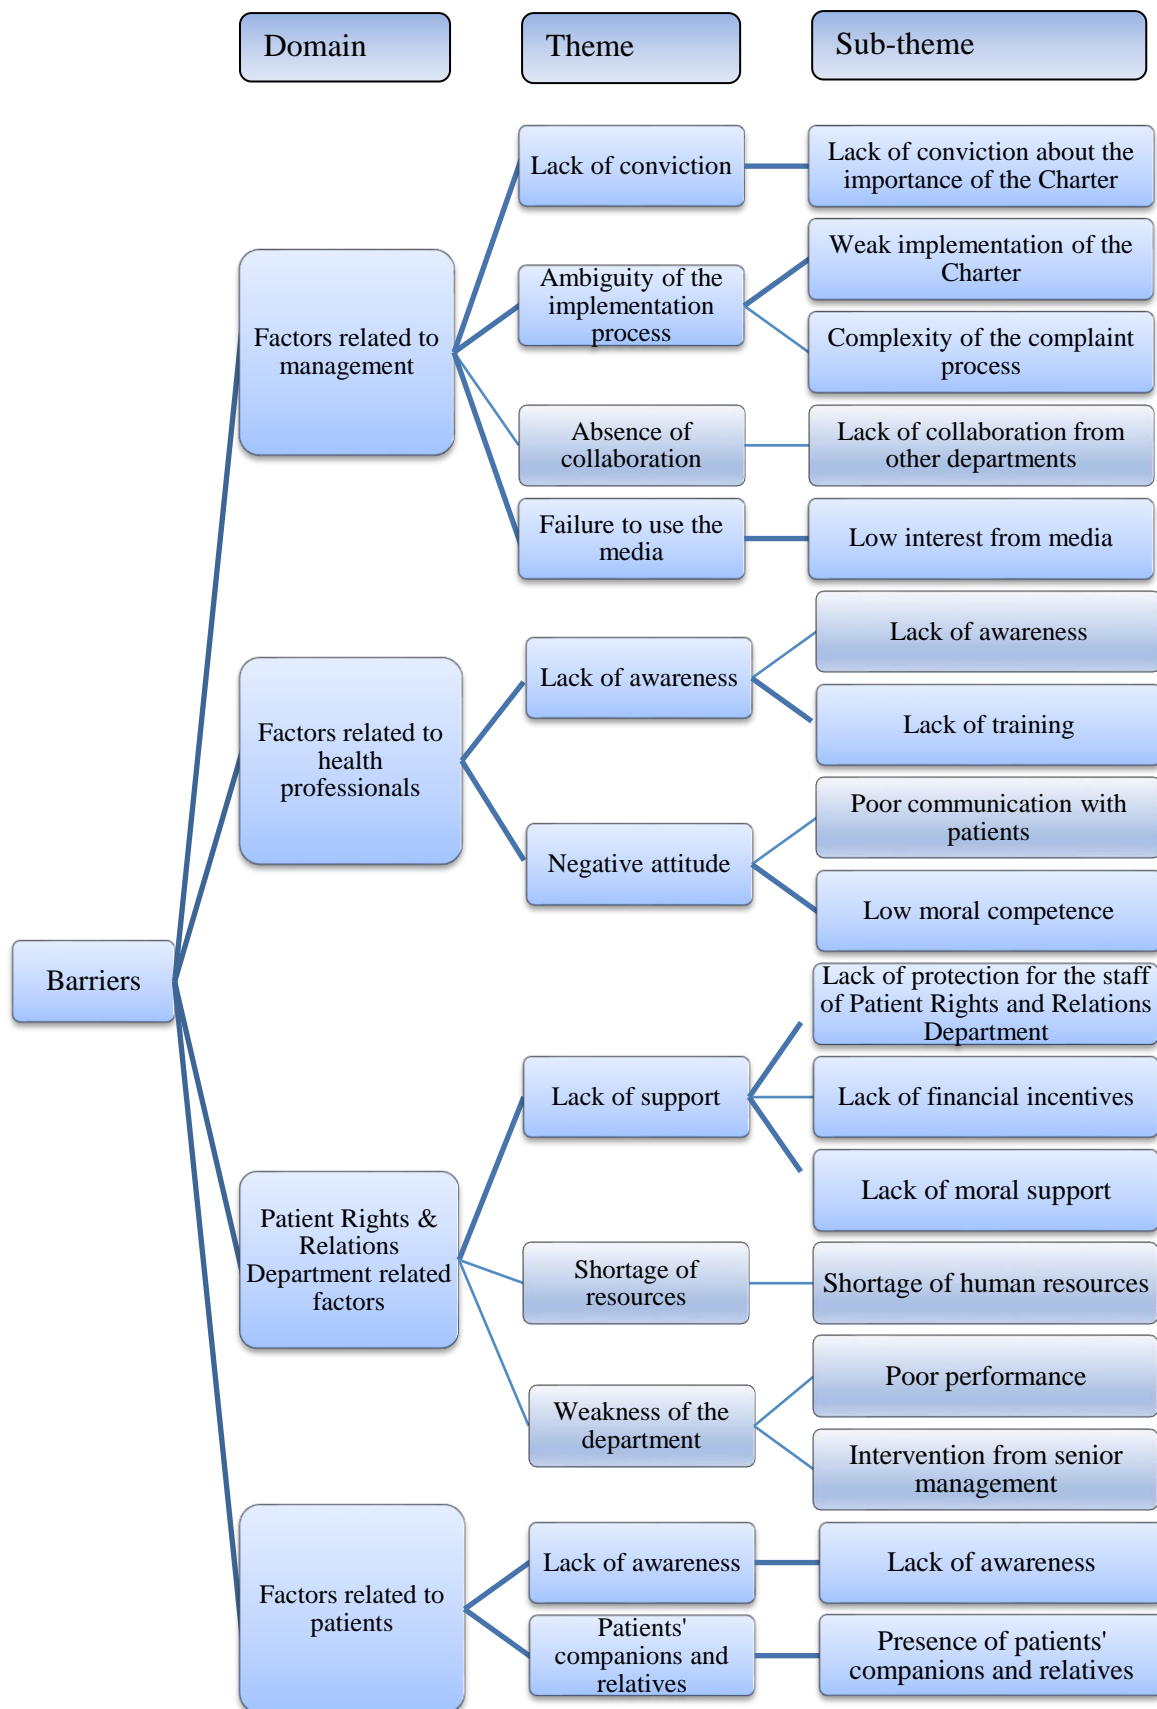 Domain
Theme
Sub-theme
Lack of conviction
Lack of conviction about the
importance of the Charter
Factors related to
management
Ambiguity of the
implementation
process
Weak implementation of the
Charter
Complexity of the complaint
process
Absence of
collaboration
Lack of collaboration from
other departments
Failure to use the
media
Low interest from media
Factors related to
health
professionals
Lack of awareness
Lack of awareness
Lack of training
Negative attitude
Poor communication with
patients
Low moral competence
Barriers
Patient Rights &
Relations
Department related
factors
Lack of support
Lack of protection for the staff
of Patient Rights and Relations
Department
Lack of financial incentives
Lack of moral support
Shortage of
resources
Shortage of human resources
Weakness of the
department
Poor performance
Intervention from senior
management
Factors related to
patients
Lack of awareness
Lack of awareness
Patients'
companions and
relatives
Presence of patients'
companions and relatives